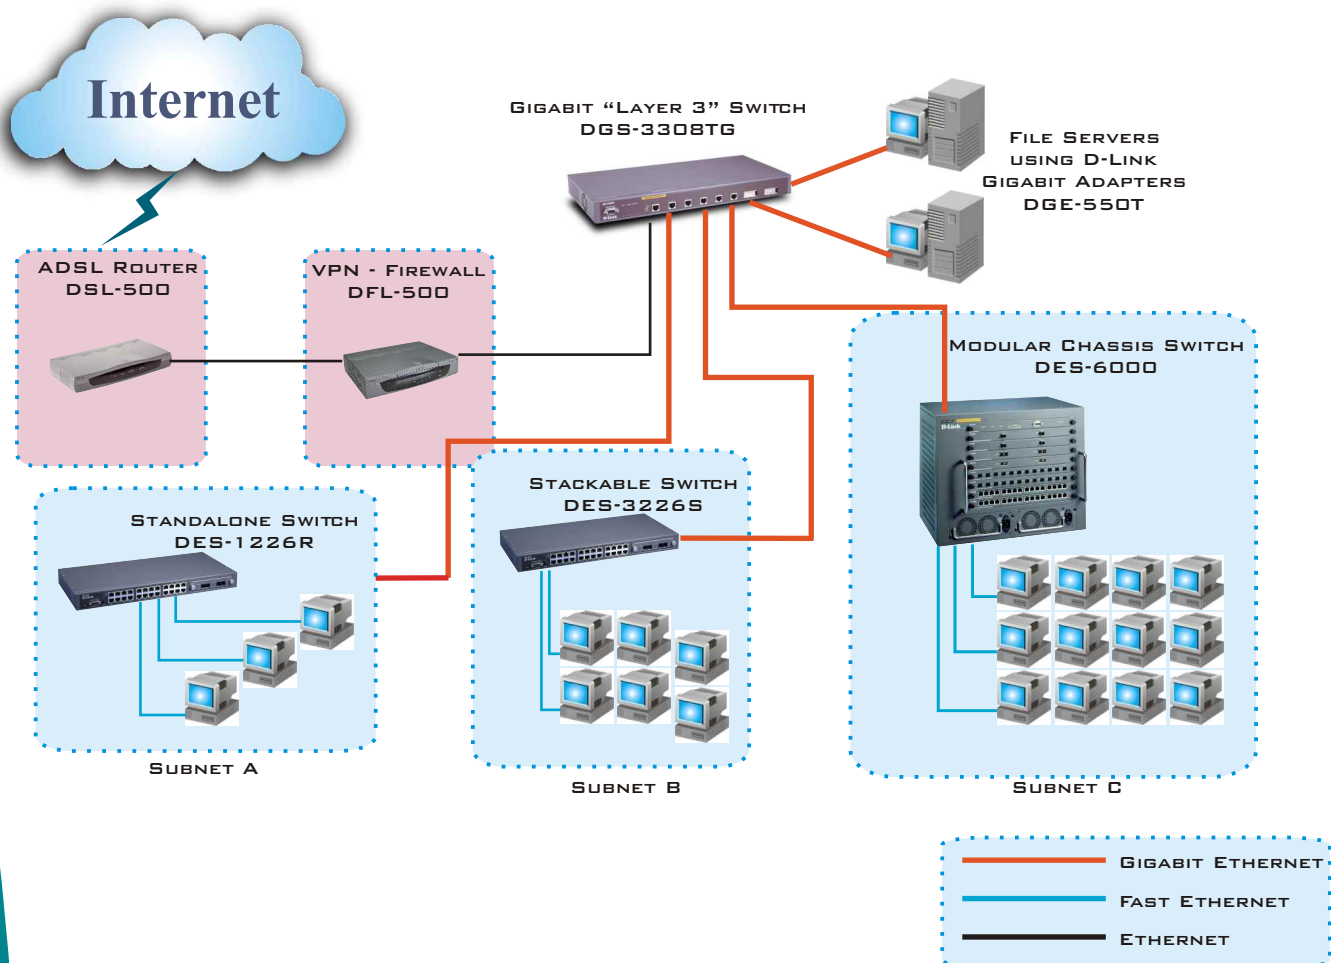 Internet
Gigabit “Layer 3” Switch
DGS-3308TG
File Servers
using D-Link
Gigabit Adapters
DGE-550T
ADSL Router
DSL-500
VPN - Firewall
DFL-500
Modular Chassis Switch
DES-6000
D-Link
D-Link
Stackable Switch
DES-3226S
Standalone Switch
DES-1226R
Subnet A
Subnet B
Subnet C
Gigabit Ethernet
Fast Ethernet
Ethernet